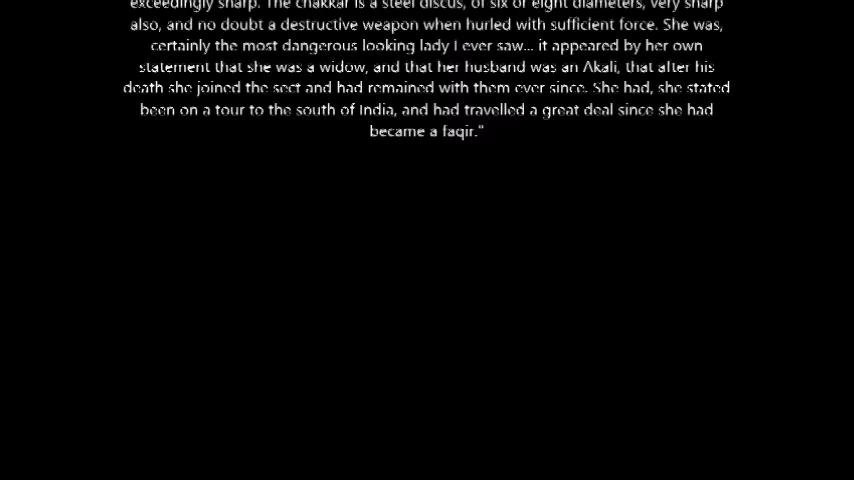 exceedingly sharp. The chakkar is a steel discus, of six or eight diameters, very sharp
also, and no doubt a destructive weapon when hurled with sufficient force. She was,
certainly the most dangerous looking lady I ever saw... it appeared by her own
statement that she was a widow, and that her husband was an Akali, that after his
death she joined the sect and had remained with them ever since. She had, she stated
been on a tour to the south of India, and had travelled a great deal since she had
became a faqir."